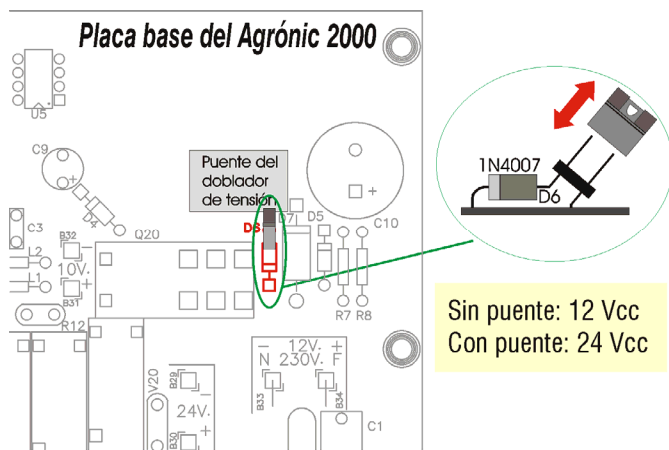 Placa base del Agrónic 2000
U5
C9
Puente del
doblador
de tensión
1N4007
D6
D4
C3
B32
Q20
D6
D7
D5
C10
L2
10V.
L1
B31
R12
R7
R8
Sin puente: 12 Vcc
Con puente: 24 Vcc
V20
B29
24V.
B30
12V.
N 230V. F
B33
B34
C1